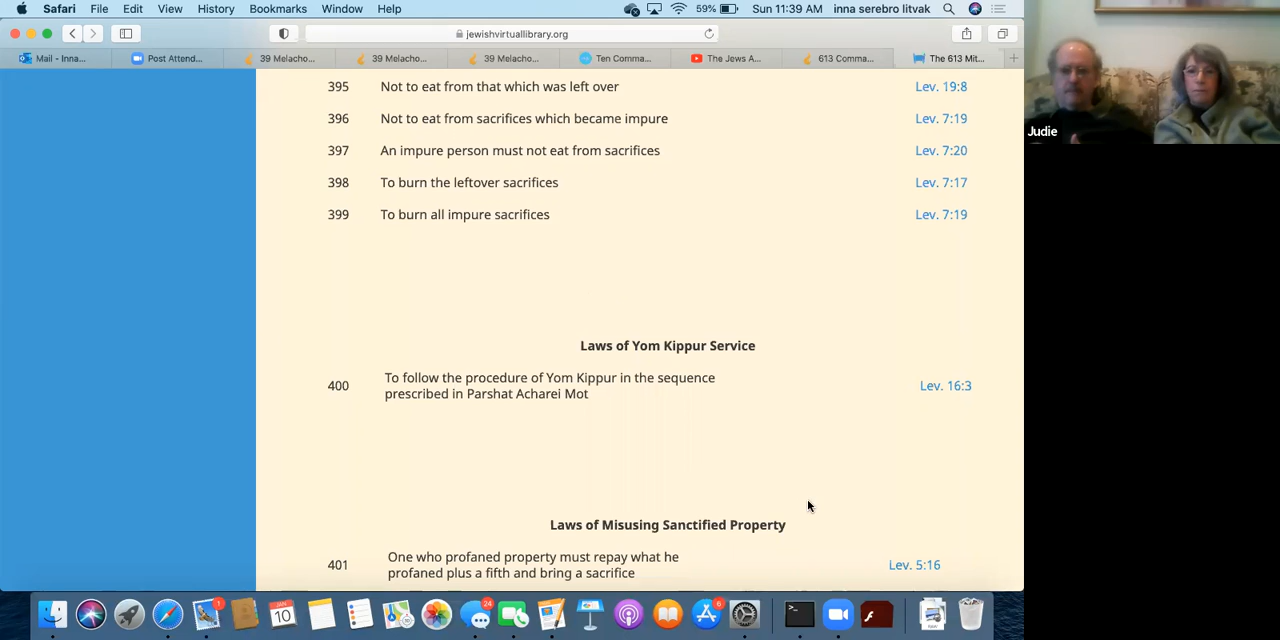 Safari File Edit View History Bookmarks Window Help 59% Sun 11:39 AM inna serebro litvak
jewishvirtuallibrary.org
Mail - Inna... Post Attend... 39 Melacho... 39 Melacho... 39 Melacho... Ten Comma... The Jews A... 613 Comma... The 613 Mit...
395 Not to eat from that which was left over Lev. 19:8
396 Not to eat from sacrifices which became impure Lev. 7:19
397 An impure person must not eat from sacrifices Lev. 7:20
398 To burn the leftover sacrifices Lev. 7:17
399 To burn all impure sacrifices Lev. 7:19
Laws of Yom Kippur Service
400 To follow the procedure of Yom Kippur in the sequence
prescribed in Parshat Acharei Mot Lev. 16:3
Laws of Misusing Sanctified Property
401 One who profaned property must repay what he
profaned plus a fifth and bring a sacrifice Lev. 5:16
Judie
JAN
10
1
24
6